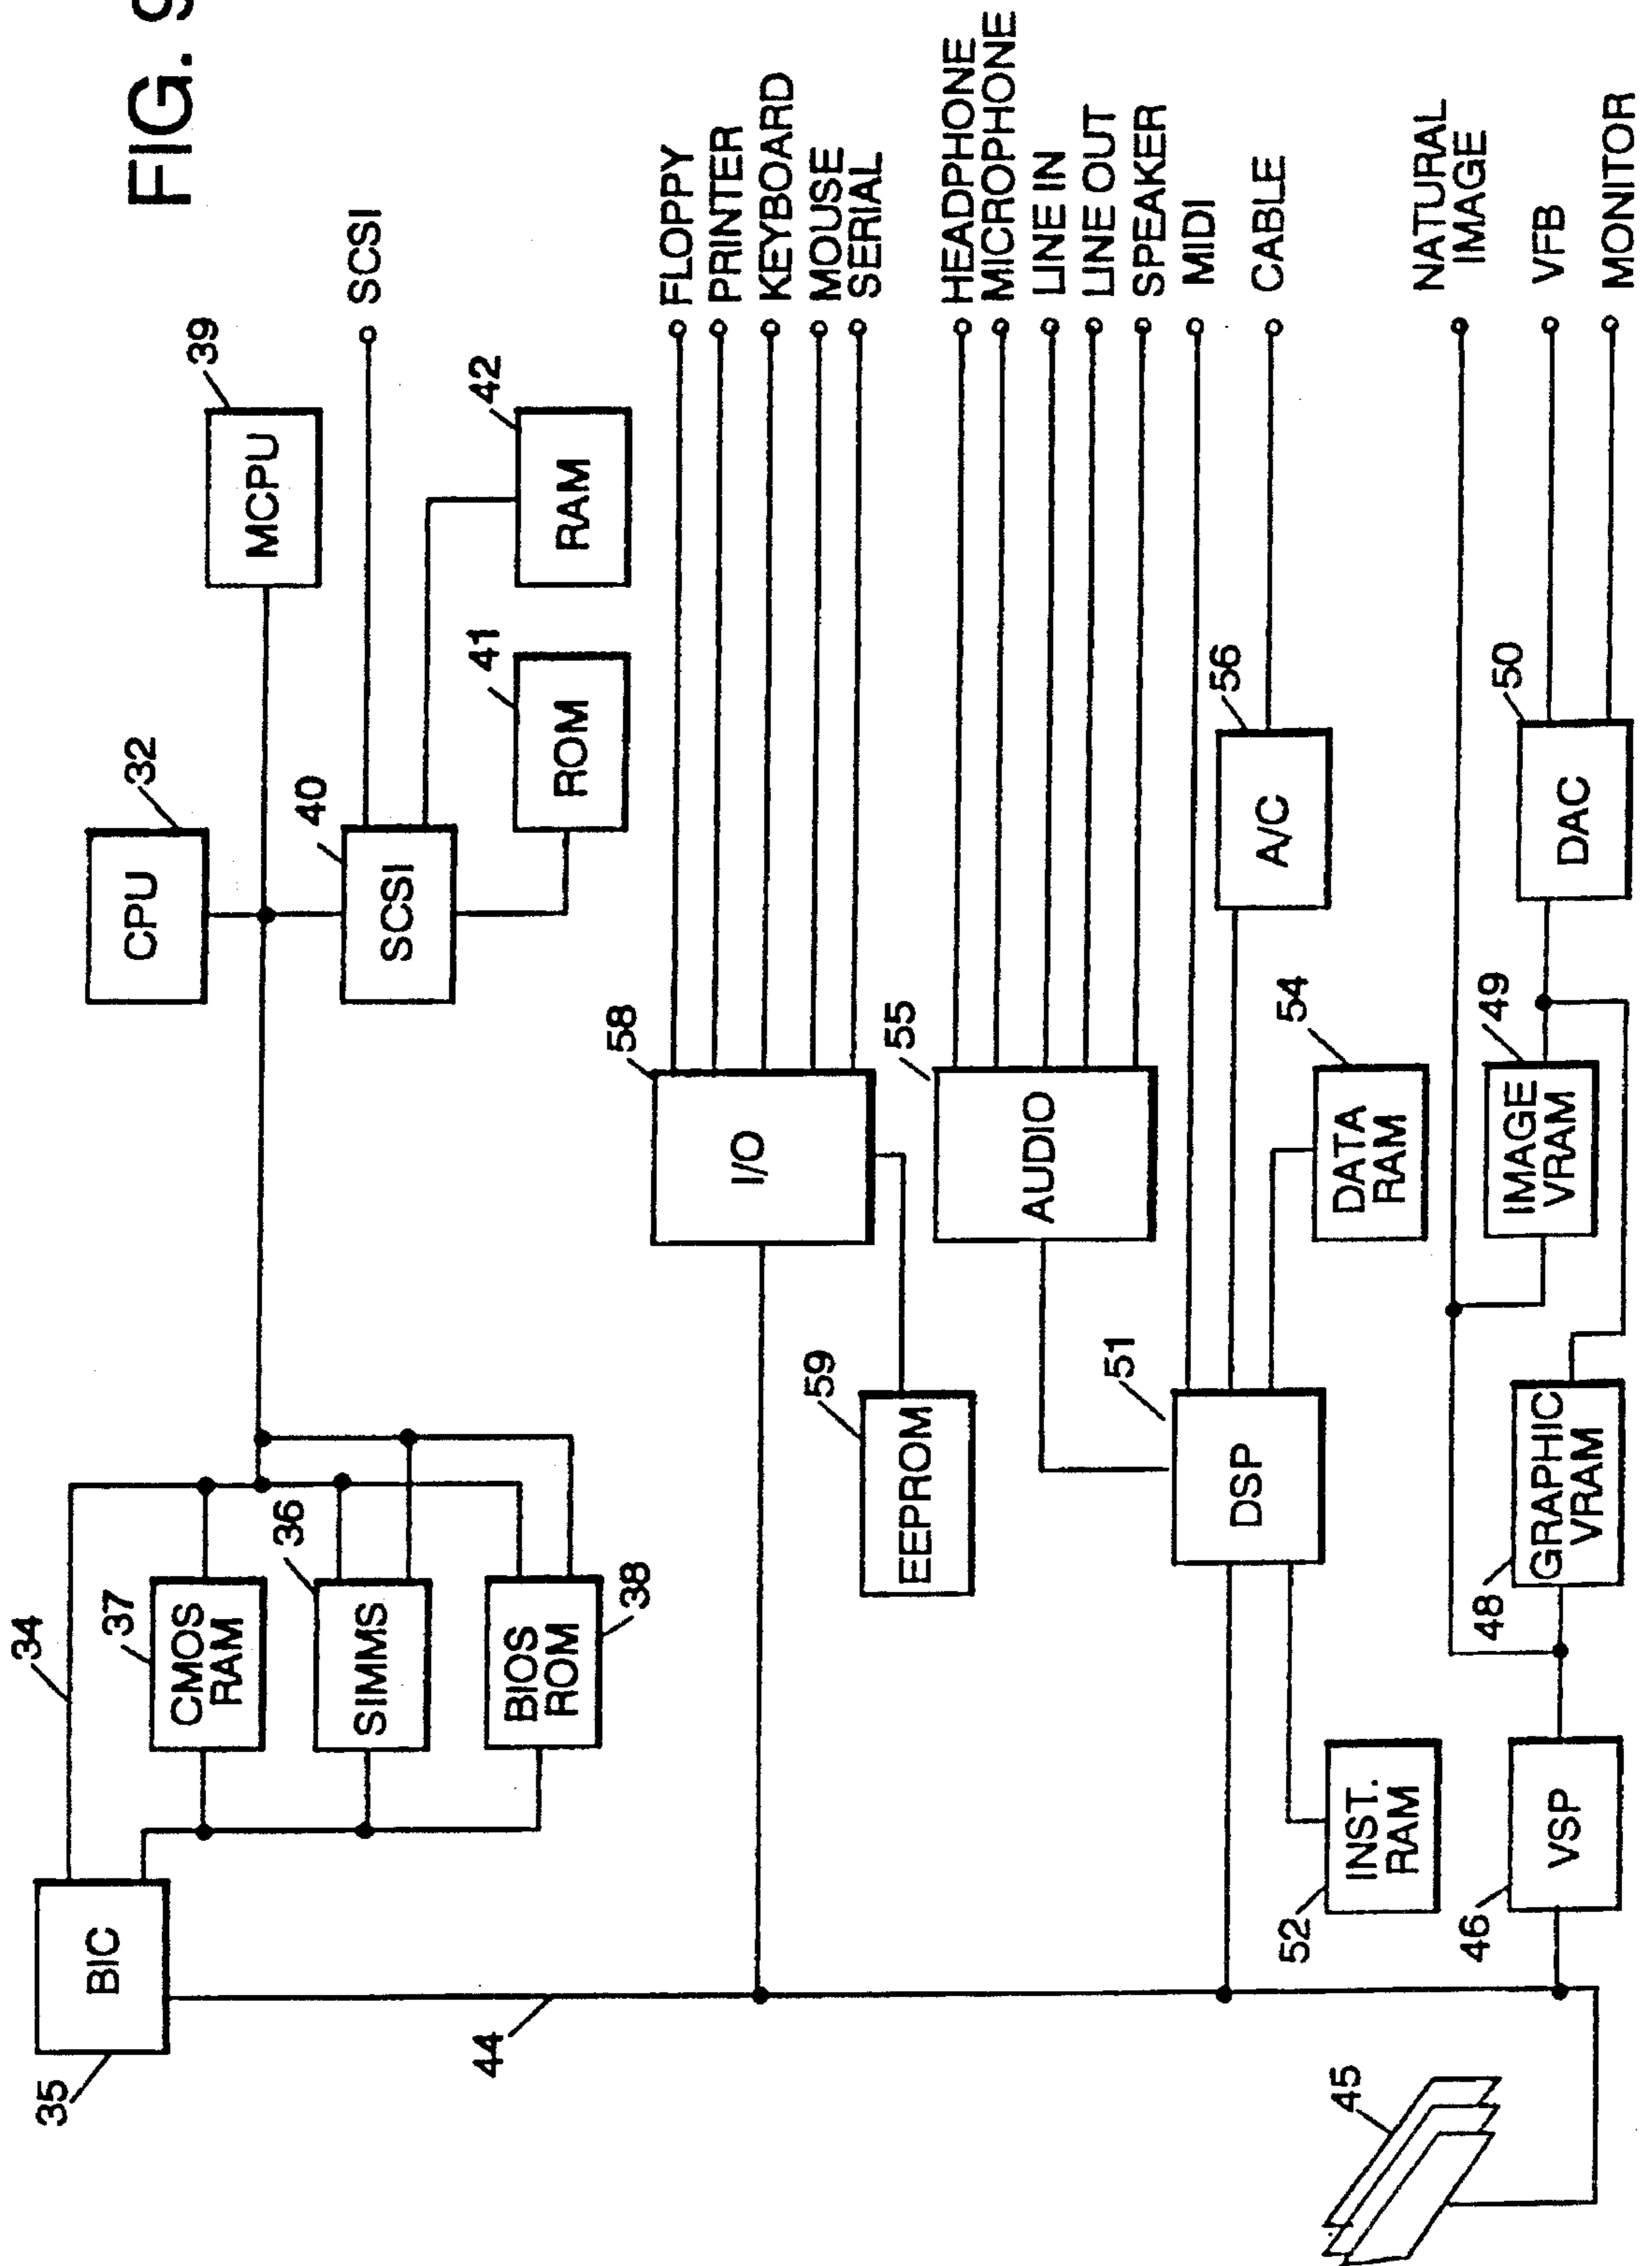 FIG. 9
CPU
32
MCPU
39
SCSI
40
SCSI
ROM
41
RAM
42
34
BIC
35
CMOS
RAM
37
SIMMS
36
BIOS
ROM
38
44
I/O
58
FLOPPY
PRINTER
KEYBOARD
MOUSE
SERIAL
EEPROM
59
AUDIO
55
HEADPHONE
MICROPHONE
LINE IN
LINE OUT
SPEAKER
MIDI
DSP
51
A/C
56
CABLE
DATA
RAM
54
INST.
RAM
52
45
VSP
46
GRAPHIC
VRAM
48
IMAGE
VRAM
49
DAC
50
NATURAL
IMAGE
VFB
MONITOR